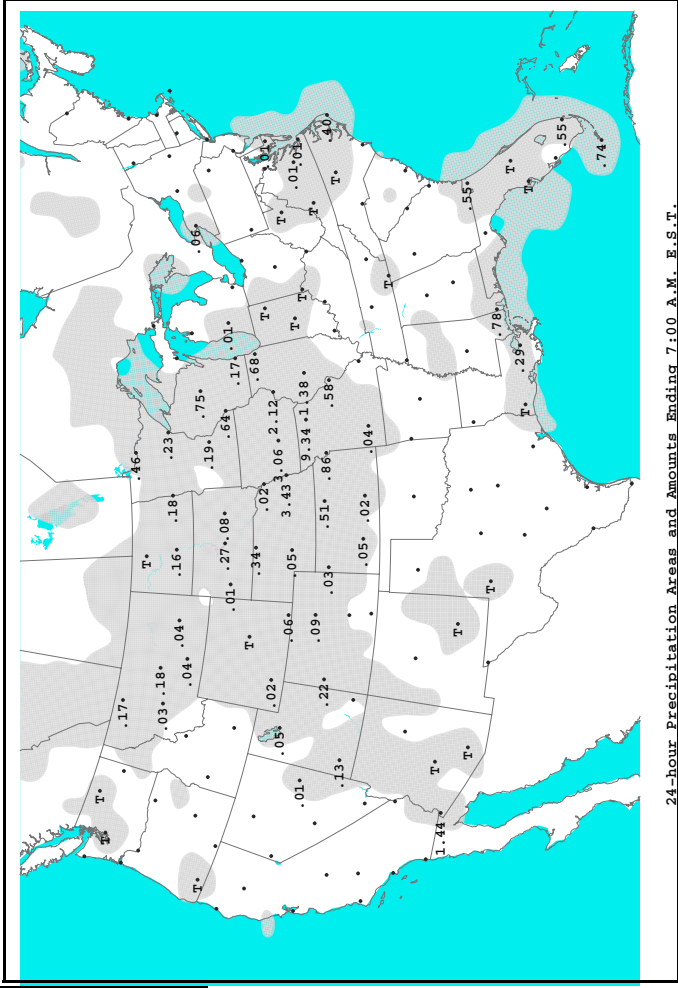 T
T
.17
.46
T
.03
.18
.23
.18
.16
.04
.04
T
.06
.75
.19
.27
.08
.64
.01
.01
.17
T
.34
.68
.02
T
.01
.02
3.06
2.12
.05
T
3.43
.06
.05
T
.01
.01
.01
T
9.34
1.38
T
.09
.22
.51
.86
.58
.40
.03
T
.13
.05
.02
.04
T
T
1.44
T
T
.55
T
.78
T
.29
T
T
.55
.74
24-hour Precipitation Areas and Amounts Ending 7:00 A.M. E.S.T.